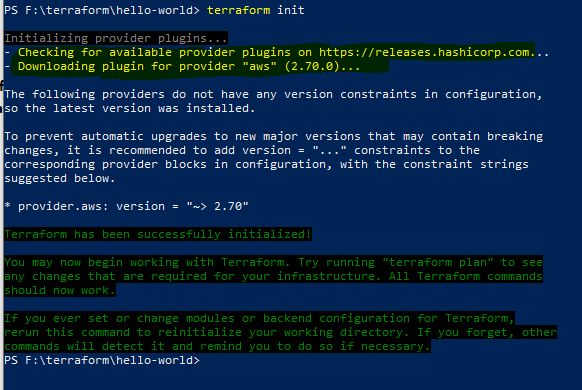 PS F:\terraform\hello-world> terraform init
Initializing provider plugins...
- Checking for available provider plugins on https://releases.hashicorp.com...
- Downloading plugin for provider "aws" (2.70.0)...
The following providers do not have any version constraints in configuration,
so the latest version was installed.
To prevent automatic upgrades to new major versions that may contain breaking
changes, it is recommended to add version = "..." constraints to the
corresponding provider blocks in configuration, with the constraint strings
suggested below.
* provider.aws: version = "~> 2.70"
Terraform has been successfully initialized!
You may now begin working with Terraform. Try running "terraform plan" to see
any changes that are required for your infrastructure. All Terraform commands
should now work.
If you ever set or change modules or backend configuration for Terraform,
rerun this command to reinitialize your working directory. If you forget, other
commands will detect it and remind you to do so if necessary.
PS F:\terraform\hello-world>